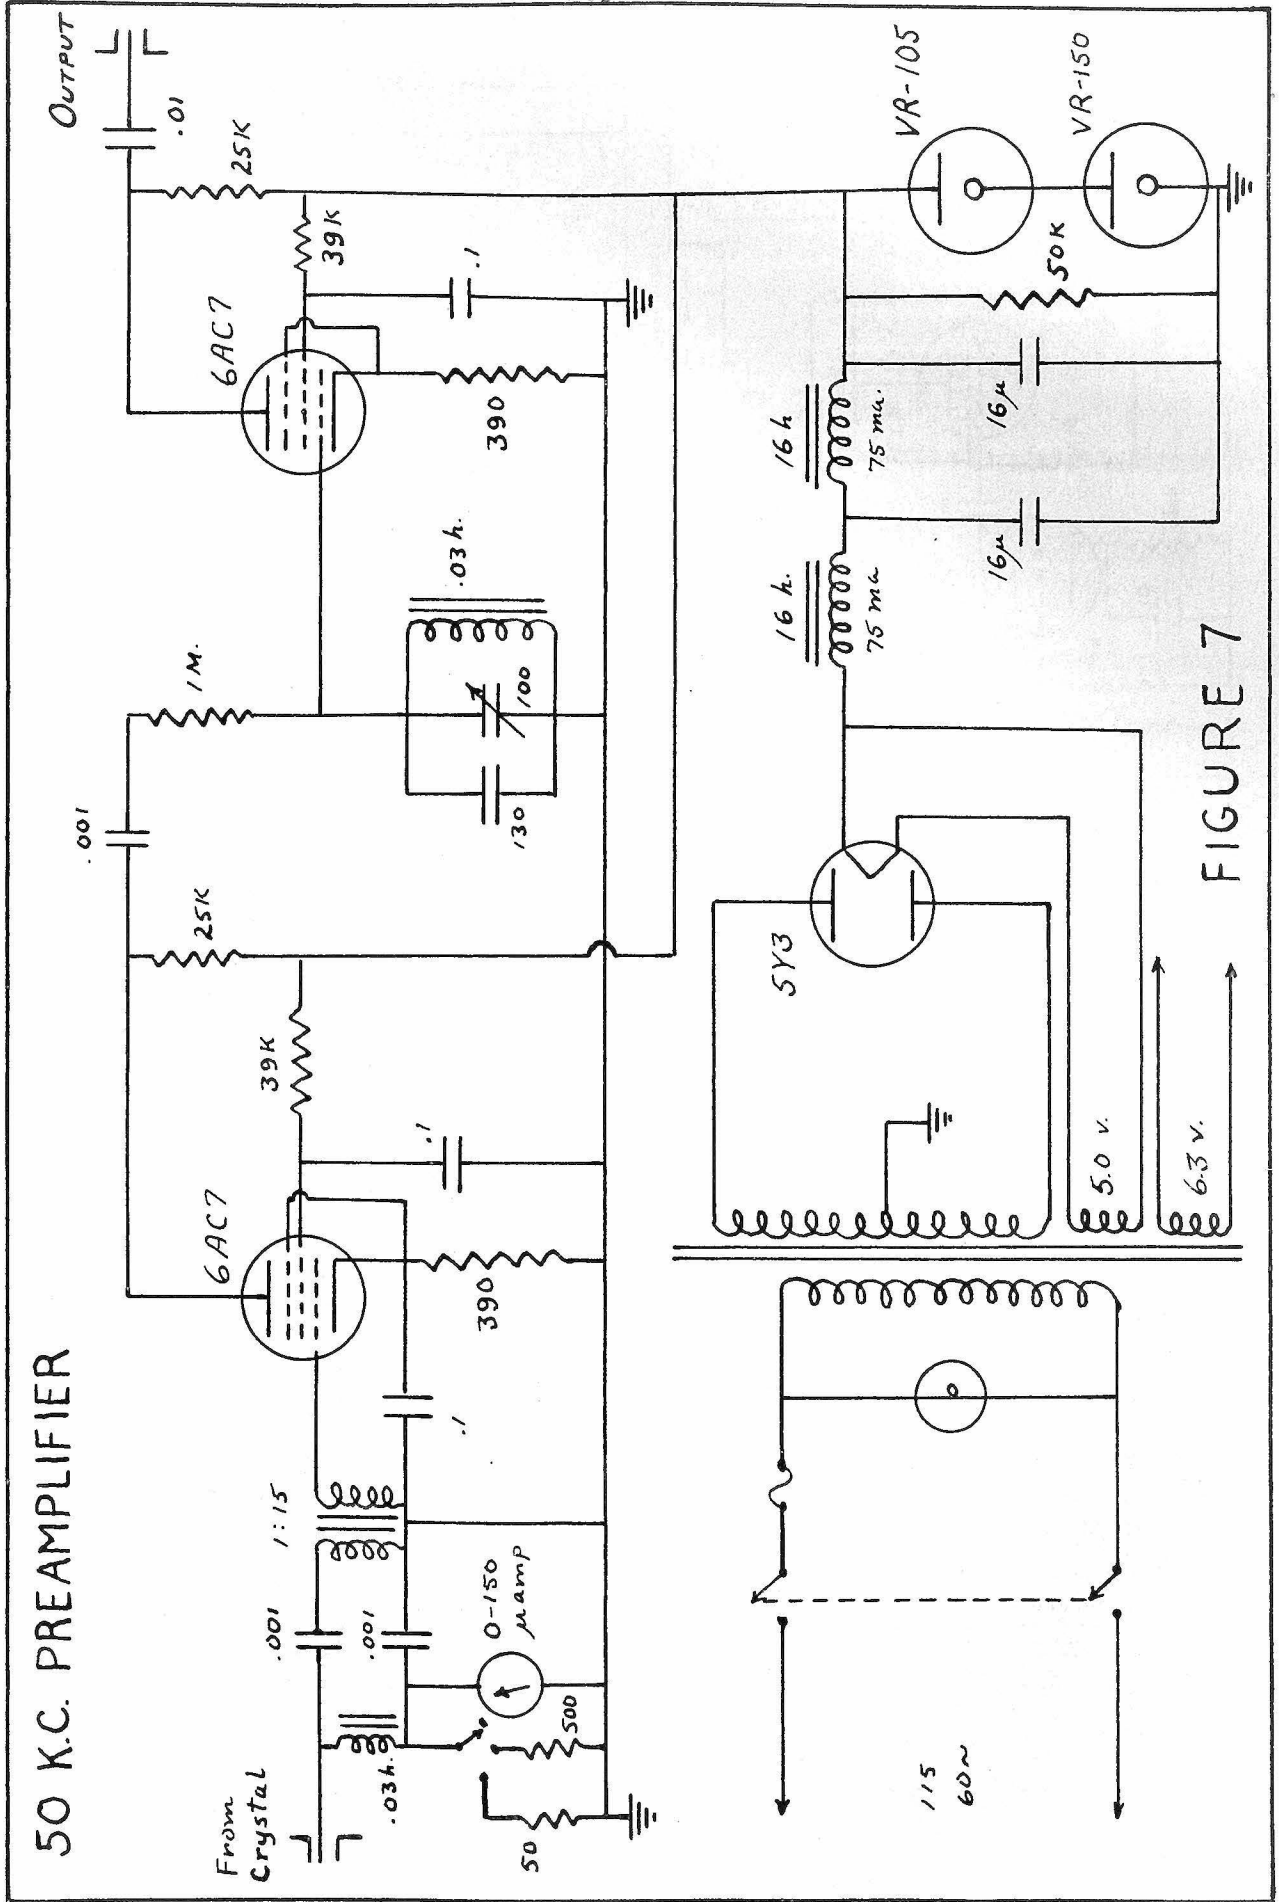 50 K.C. PREAMPLIFIER
From
Crystal
.03h.
50
500
0-150
μamp
.001
.001
1:15
.1
6AC7
390
.1
39K
25K
.001
1M.
130
100
.03h.
6AC7
390
.1
39K
25K
.01
OUTPUT
115
60~
5.0 v.
6.3 v.
5Y3
16 h.
75 ma
16μ
16 h
75 ma.
16μ
50K
VR-105
VR-150
FIGURE 7